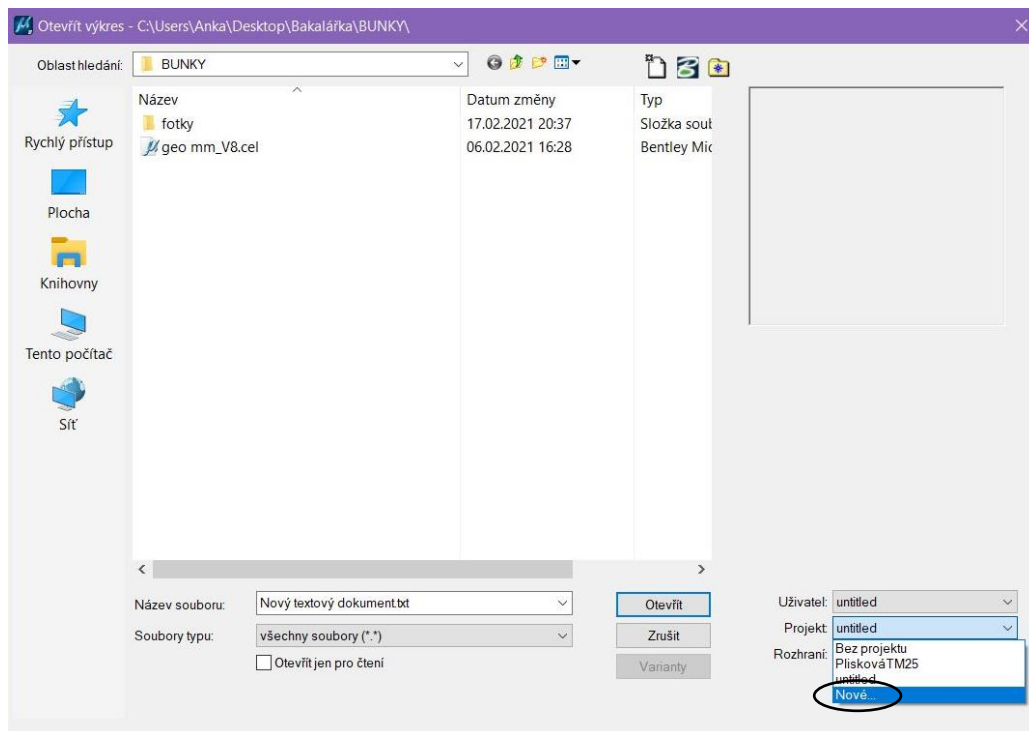 Otevřít výkres - C:\Users\Anka\Desktop\Bakalářka\BUNKY\
Oblast hledání: BUNKY
Název Datum změny Typ
fotky 17.02.2021 20:37 Složka soub
geo mm_V8.cel 06.02.2021 16:28 Bentley Mic
Rychlý přístup
Plocha
Knihovny
Tento počítač
Síť
Název souboru: Nový textový dokument.txt Otevřít
Soubory typu: všechny soubory (*.*) Zrušit
Otevřít jen pro čtení Varianty
Uživatel: untitled
Projekt: untitled
Rozhraní: Bez projektu
PliskováTM25
untitled
Nové...